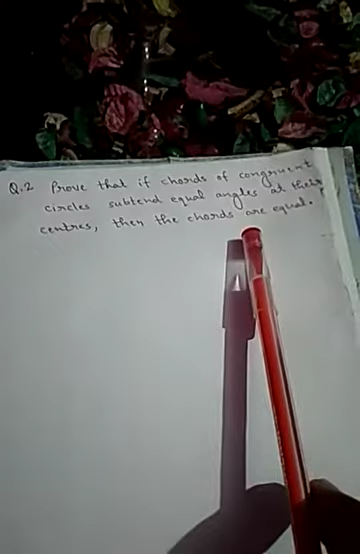 Q.2 Prove that if chords of congruent
circles subtend equal angles at their
centres, then the chords are equal.